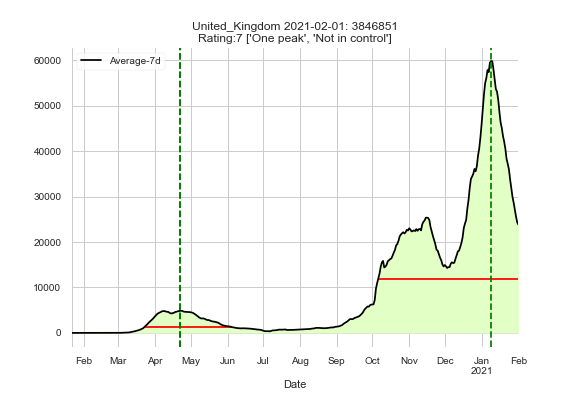 United_Kingdom 2021-02-01: 3846851
Rating:7 ['One peak', 'Not in control']
Average-7d
60000
50000
40000
30000
20000
10000
0
Feb Mar Apr May Jun Jul Aug Sep Oct Nov Dec Jan Feb
2021
Date